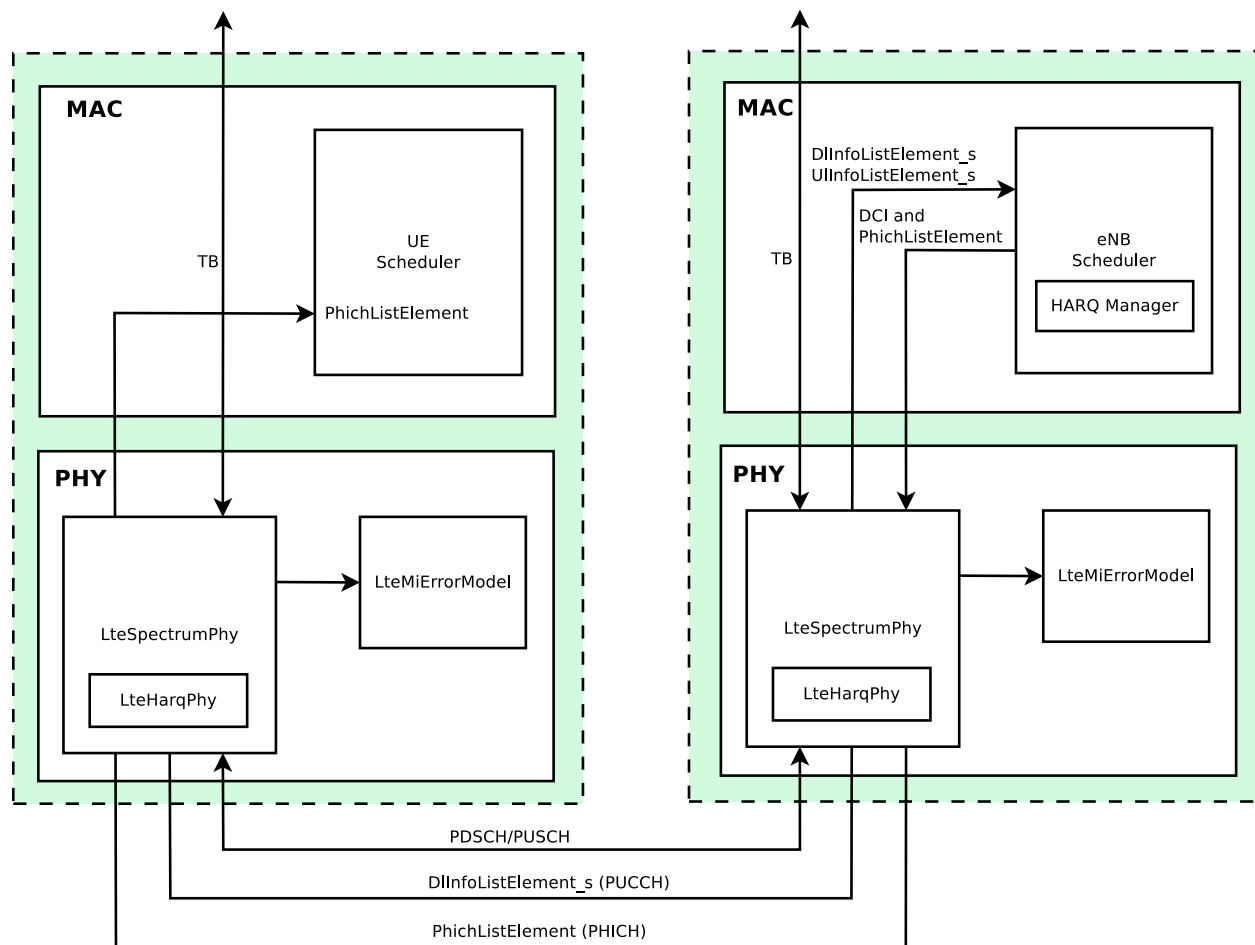 MAC
UE
Scheduler
TB
PhichListElement
PHY
LteMiErrorModel
LteSpectrumPhy
LteHarqPhy
MAC
DlInfoListElement_s
UlInfoListElement_s
DCI and
PhichListElement
TB
eNB
Scheduler
HARQ Manager
PHY
LteMiErrorModel
LteSpectrumPhy
LteHarqPhy
PDSCH/PUSCH
DlInfoListElement_s (PUCCH)
PhichListElement (PHICH)